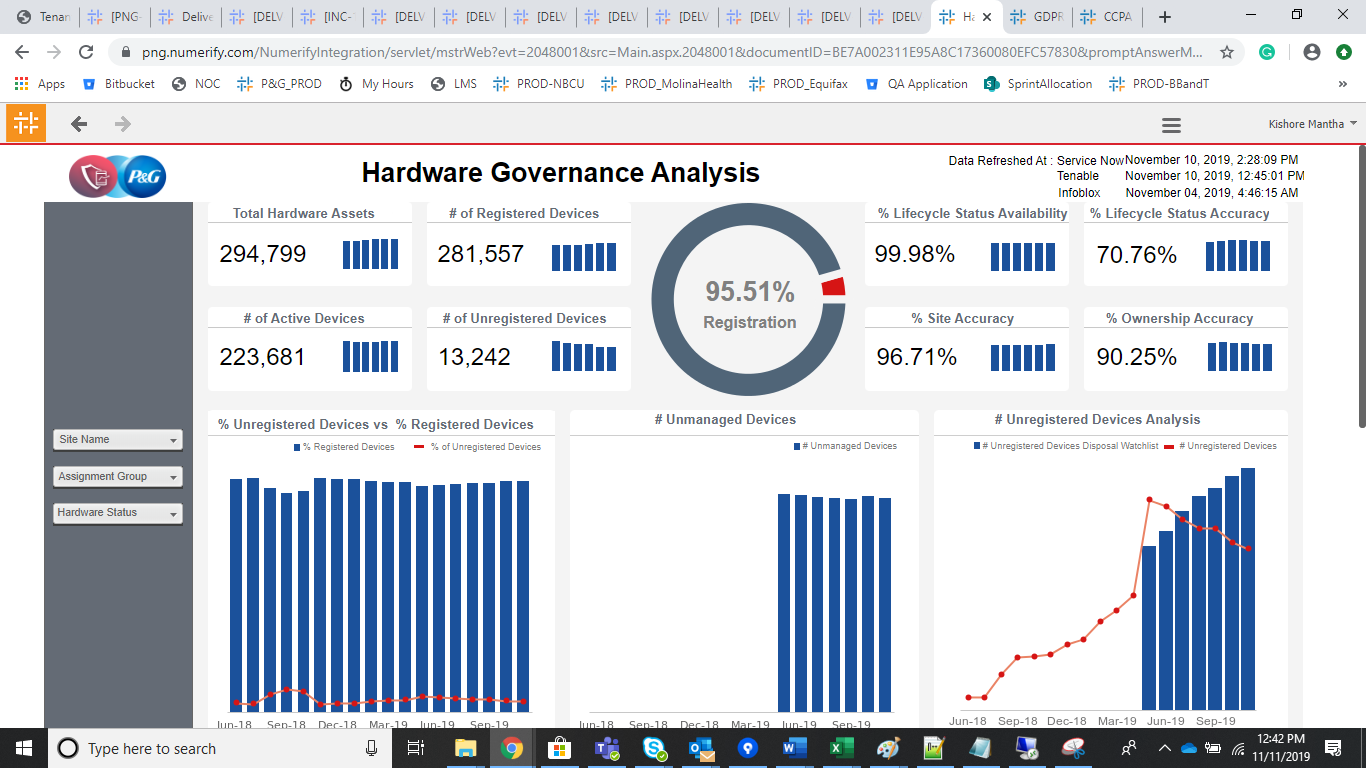 Tenan
[PNG-
Delive
[DELV
[INC-
[DELV
[DELV
[DELV
[DELV
[DELV
[DELV
[DELV
[DELV
Ha
GDPR
CCPA
png.numerify.com/NumerifyIntegration/servlet/mstrWeb?evt=2048001&src=Main.aspx.2048001&documentID=BE7A002311E95A8C17360080EFC57830&promptAnswerM...
Apps
Bitbucket
NOC
P&G_PROD
My Hours
LMS
PROD-NBCU
PROD_MolinaHealth
PROD_Equifax
QA Application
SprintAllocation
PROD-BBandT
»
Kishore Mantha
P&G
Hardware Governance Analysis
Data Refreshed At : Service Now November 10, 2019, 2:28:09 PM
Tenable November 10, 2019, 12:45:01 PM
Infoblox November 04, 2019, 4:46:15 AM
Total Hardware Assets
294,799
# of Registered Devices
281,557
95.51%
Registration
% Lifecycle Status Availability
99.98%
% Lifecycle Status Accuracy
70.76%
# of Active Devices
223,681
# of Unregistered Devices
13,242
% Site Accuracy
96.71%
% Ownership Accuracy
90.25%
Site Name
Assignment Group
Hardware Status
% Unregistered Devices vs % Registered Devices
% Registered Devices % of Unregistered Devices
Jun-18 Sep-18 Dec-18 Mar-19 Jun-19 Sep-19
# Unmanaged Devices
# Unmanaged Devices
Jun-18 Sep-18 Dec-18 Mar-19 Jun-19 Sep-19
# Unregistered Devices Analysis
# Unregistered Devices Disposal Watchlist # Unregistered Devices
Jun-18 Sep-18 Dec-18 Mar-19 Jun-19 Sep-19
Type here to search
12:42 PM
11/11/2019